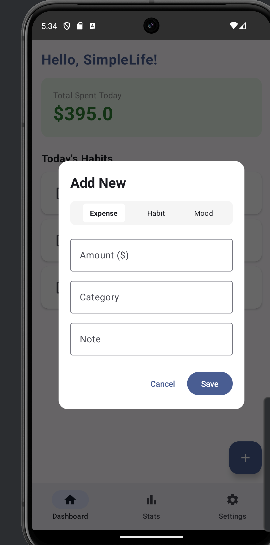 5:34
Hello, SimpleLife!
Total Spent Today
$395.0
Today's Habits
Add New
Expense Habit Mood
Amount ($)
Category
Note
Cancel Save
+
Dashboard Stats Settings